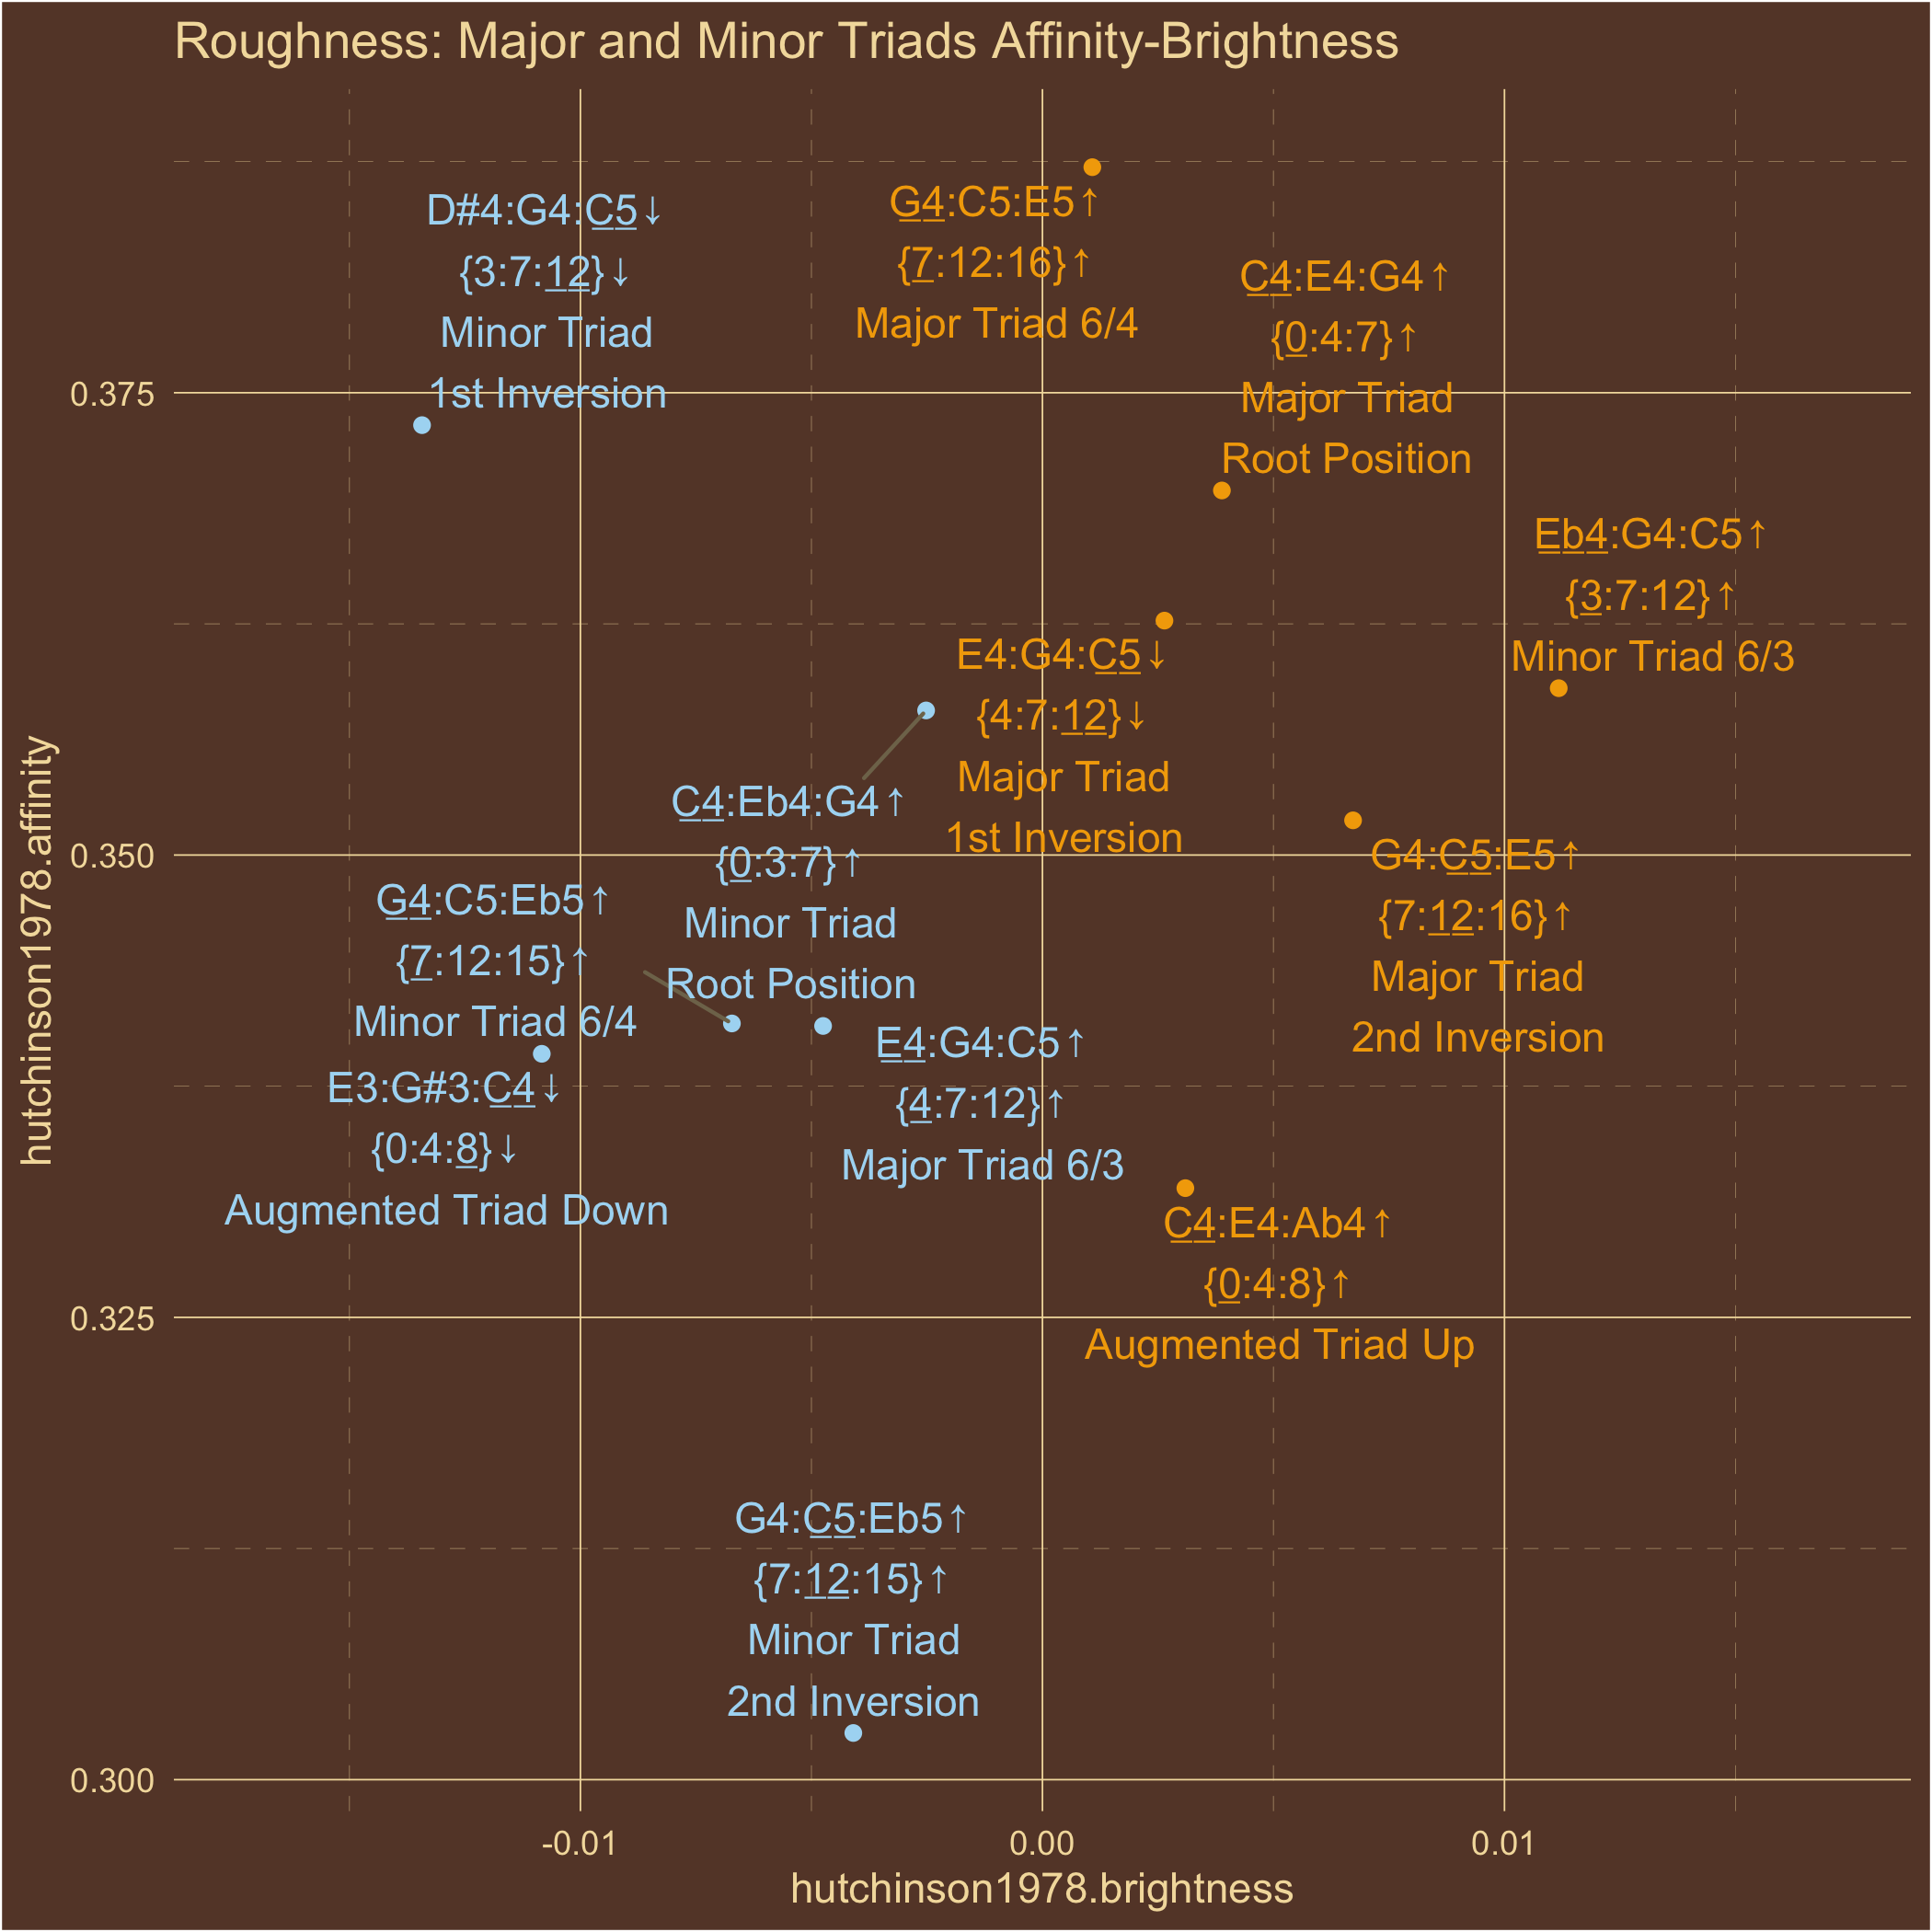 Roughness: Major and Minor Triads Affinity-Brightness
D#4:G4:C5↓
{3:7:12}↓
Minor Triad
1st Inversion
G4:C5:E5↑
{7:12:16}↑
Major Triad 6/4
C4:E4:G4↑
{0:4:7}↑
Major Triad
Root Position
Eb4:G4:C5↑
{3:7:12}↑
Minor Triad 6/3
E4:G4:C5↓
{4:7:12}↓
Major Triad
1st Inversion
C4:Eb4:G4↑
{0:3:7}↑
Minor Triad
Root Position
G4:C5:E5↑
{7:12:16}↑
Major Triad
2nd Inversion
G4:C5:Eb5↑
{7:12:15}↑
Minor Triad 6/4
E4:G4:C5↑
{4:7:12}↑
Major Triad 6/3
E3:G#3:C4↓
{0:4:8}↓
Augmented Triad Down
C4:E4:Ab4↑
{0:4:8}↑
Augmented Triad Up
G4:C5:Eb5↑
{7:12:15}↑
Minor Triad
2nd Inversion
0.375
0.350
0.325
0.300
hutchinson1978.affinity
-0.01
0.00
0.01
hutchinson1978.brightness